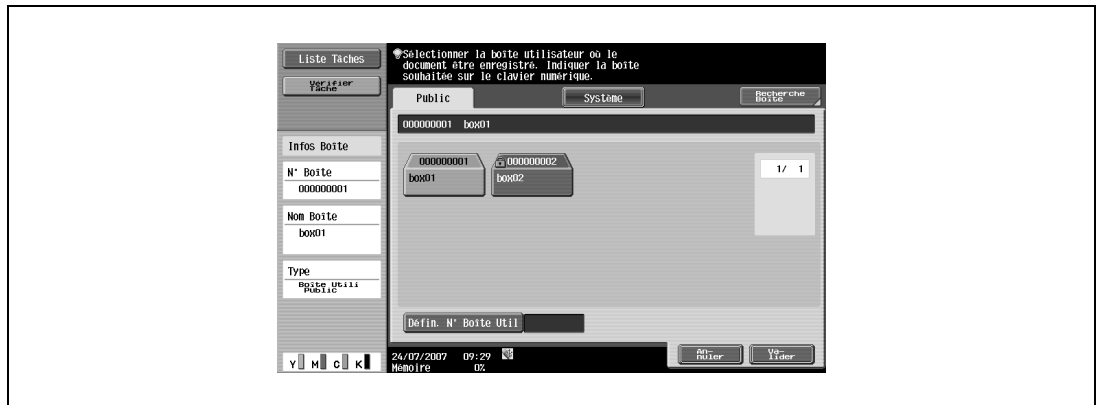 Liste Tâches
Vérifier
Tâche
Sélectionner la boîte utilisateur où le
document être enregistré. Indiquer la boîte
souhaitée sur le clavier numérique.
Public
Système
Recherche
Boîte
000000001 box01
Infos Boîte
N° Boîte
000000001
Nom Boîte
box01
Type
Boîte Utili
Public
000000001
box01
000000002
box02
1/ 1
Défin. N° Boîte Util
An-
nuler
Va-
lider
Y M C K
24/07/2007 09:29
Mémoire 0%